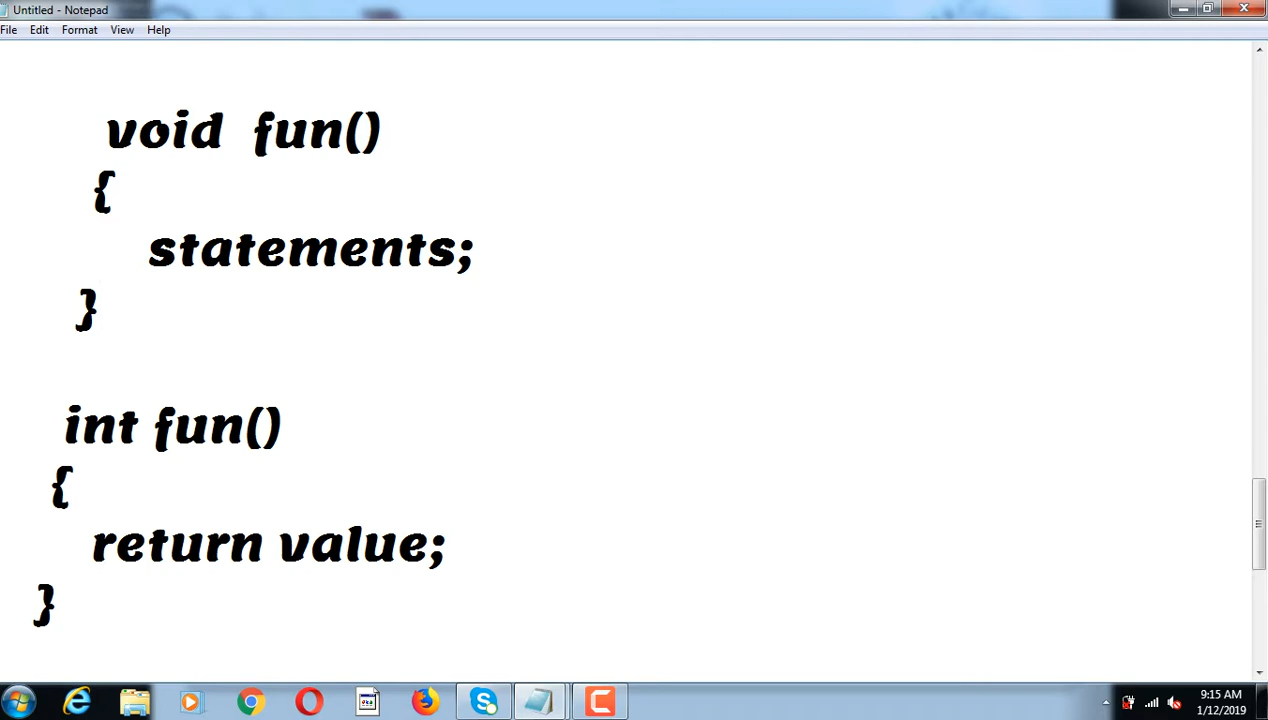 Untitled - Notepad
File Edit Format View Help
void fun()
{
statements;
}
int fun()
{
return value;
}
9:15 AM
1/12/2019